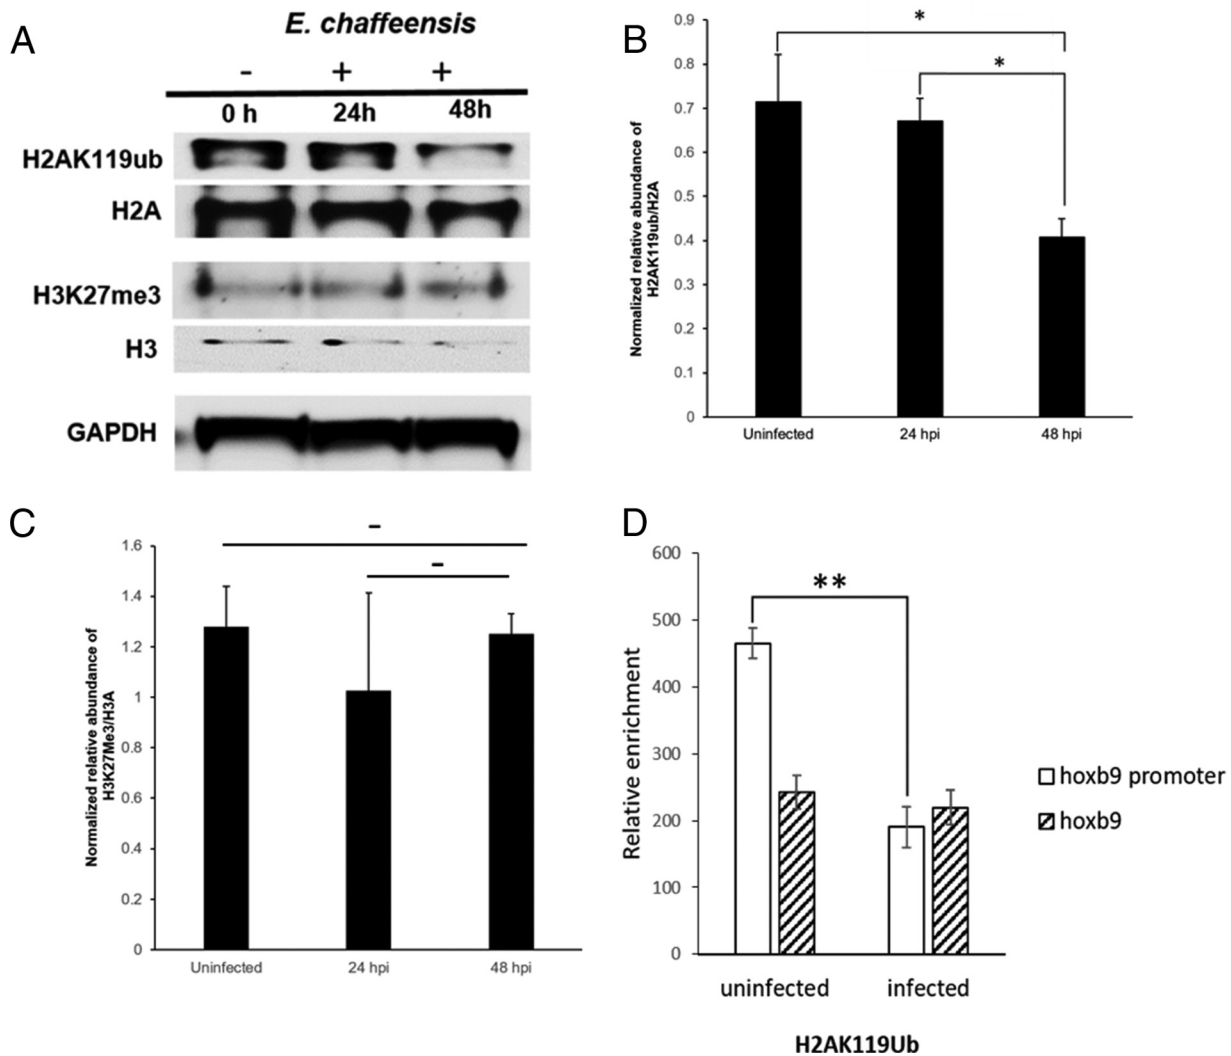 A
E. chaffeensis
- + +
0 h 24h 48h
H2AK119ub
H2A
H3K27me3
H3
GAPDH
B
Normalized relative abundance of
H2AK119ub/H2A
0.9
0.8
0.7
0.6
0.5
0.4
0.3
0.2
0.1
0
*
*
Uninfected 24 hpi 48 hpi
C
Normalized relative abundance of
H3K27Me3/H3A
1.6
1.4
1.2
1
0.8
0.6
0.4
0.2
0
–
–
Uninfected 24 hpi 48 hpi
D
Relative enrichment
600
500
400
300
200
100
0
**
hoxb9 promoter
hoxb9
uninfected infected
H2AK119Ub